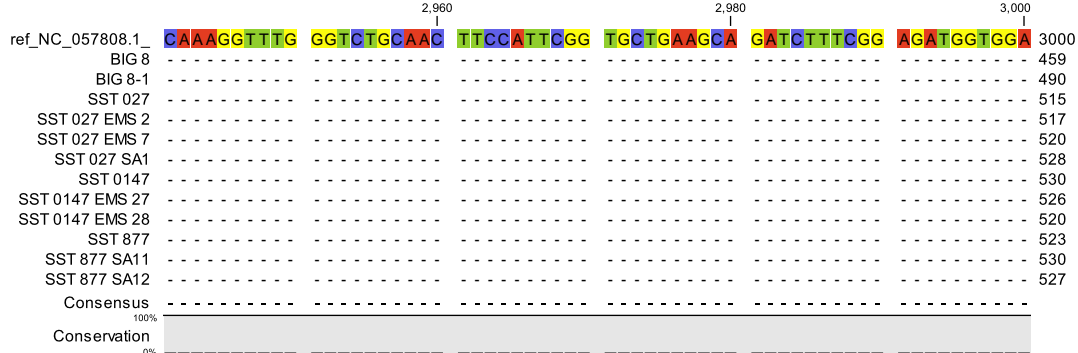 2,960 2,980 3,000
ref_NC_057808.1_ CAAAGGTTTG GGTCTGCAAC TTCCATTCGG TGCTGAAGCA GATCTTTCGG AGATGGTGGA 3000
BIG 8 - - - - - - - - - - - - - - - - - - - - - - - - - - - - - - - - - - - - - - - - - - - - - - - - - - - - - - - - - - - - 459
BIG 8-1 - - - - - - - - - - - - - - - - - - - - - - - - - - - - - - - - - - - - - - - - - - - - - - - - - - - - - - - - - - - - 490
SST 027 - - - - - - - - - - - - - - - - - - - - - - - - - - - - - - - - - - - - - - - - - - - - - - - - - - - - - - - - - - - - 515
SST 027 EMS 2 - - - - - - - - - - - - - - - - - - - - - - - - - - - - - - - - - - - - - - - - - - - - - - - - - - - - - - - - - - - - 517
SST 027 EMS 7 - - - - - - - - - - - - - - - - - - - - - - - - - - - - - - - - - - - - - - - - - - - - - - - - - - - - - - - - - - - - 520
SST 027 SA1 - - - - - - - - - - - - - - - - - - - - - - - - - - - - - - - - - - - - - - - - - - - - - - - - - - - - - - - - - - - - 528
SST 0147 - - - - - - - - - - - - - - - - - - - - - - - - - - - - - - - - - - - - - - - - - - - - - - - - - - - - - - - - - - - - 530
SST 0147 EMS 27 - - - - - - - - - - - - - - - - - - - - - - - - - - - - - - - - - - - - - - - - - - - - - - - - - - - - - - - - - - - - 526
SST 0147 EMS 28 - - - - - - - - - - - - - - - - - - - - - - - - - - - - - - - - - - - - - - - - - - - - - - - - - - - - - - - - - - - - 520
SST 877 - - - - - - - - - - - - - - - - - - - - - - - - - - - - - - - - - - - - - - - - - - - - - - - - - - - - - - - - - - - - 523
SST 877 SA11 - - - - - - - - - - - - - - - - - - - - - - - - - - - - - - - - - - - - - - - - - - - - - - - - - - - - - - - - - - - - 530
SST 877 SA12 - - - - - - - - - - - - - - - - - - - - - - - - - - - - - - - - - - - - - - - - - - - - - - - - - - - - - - - - - - - - 527
Consensus - - - - - - - - - - - - - - - - - - - - - - - - - - - - - - - - - - - - - - - - - - - - - - - - - - - - - - - - - - - -
100%
Conservation
0%